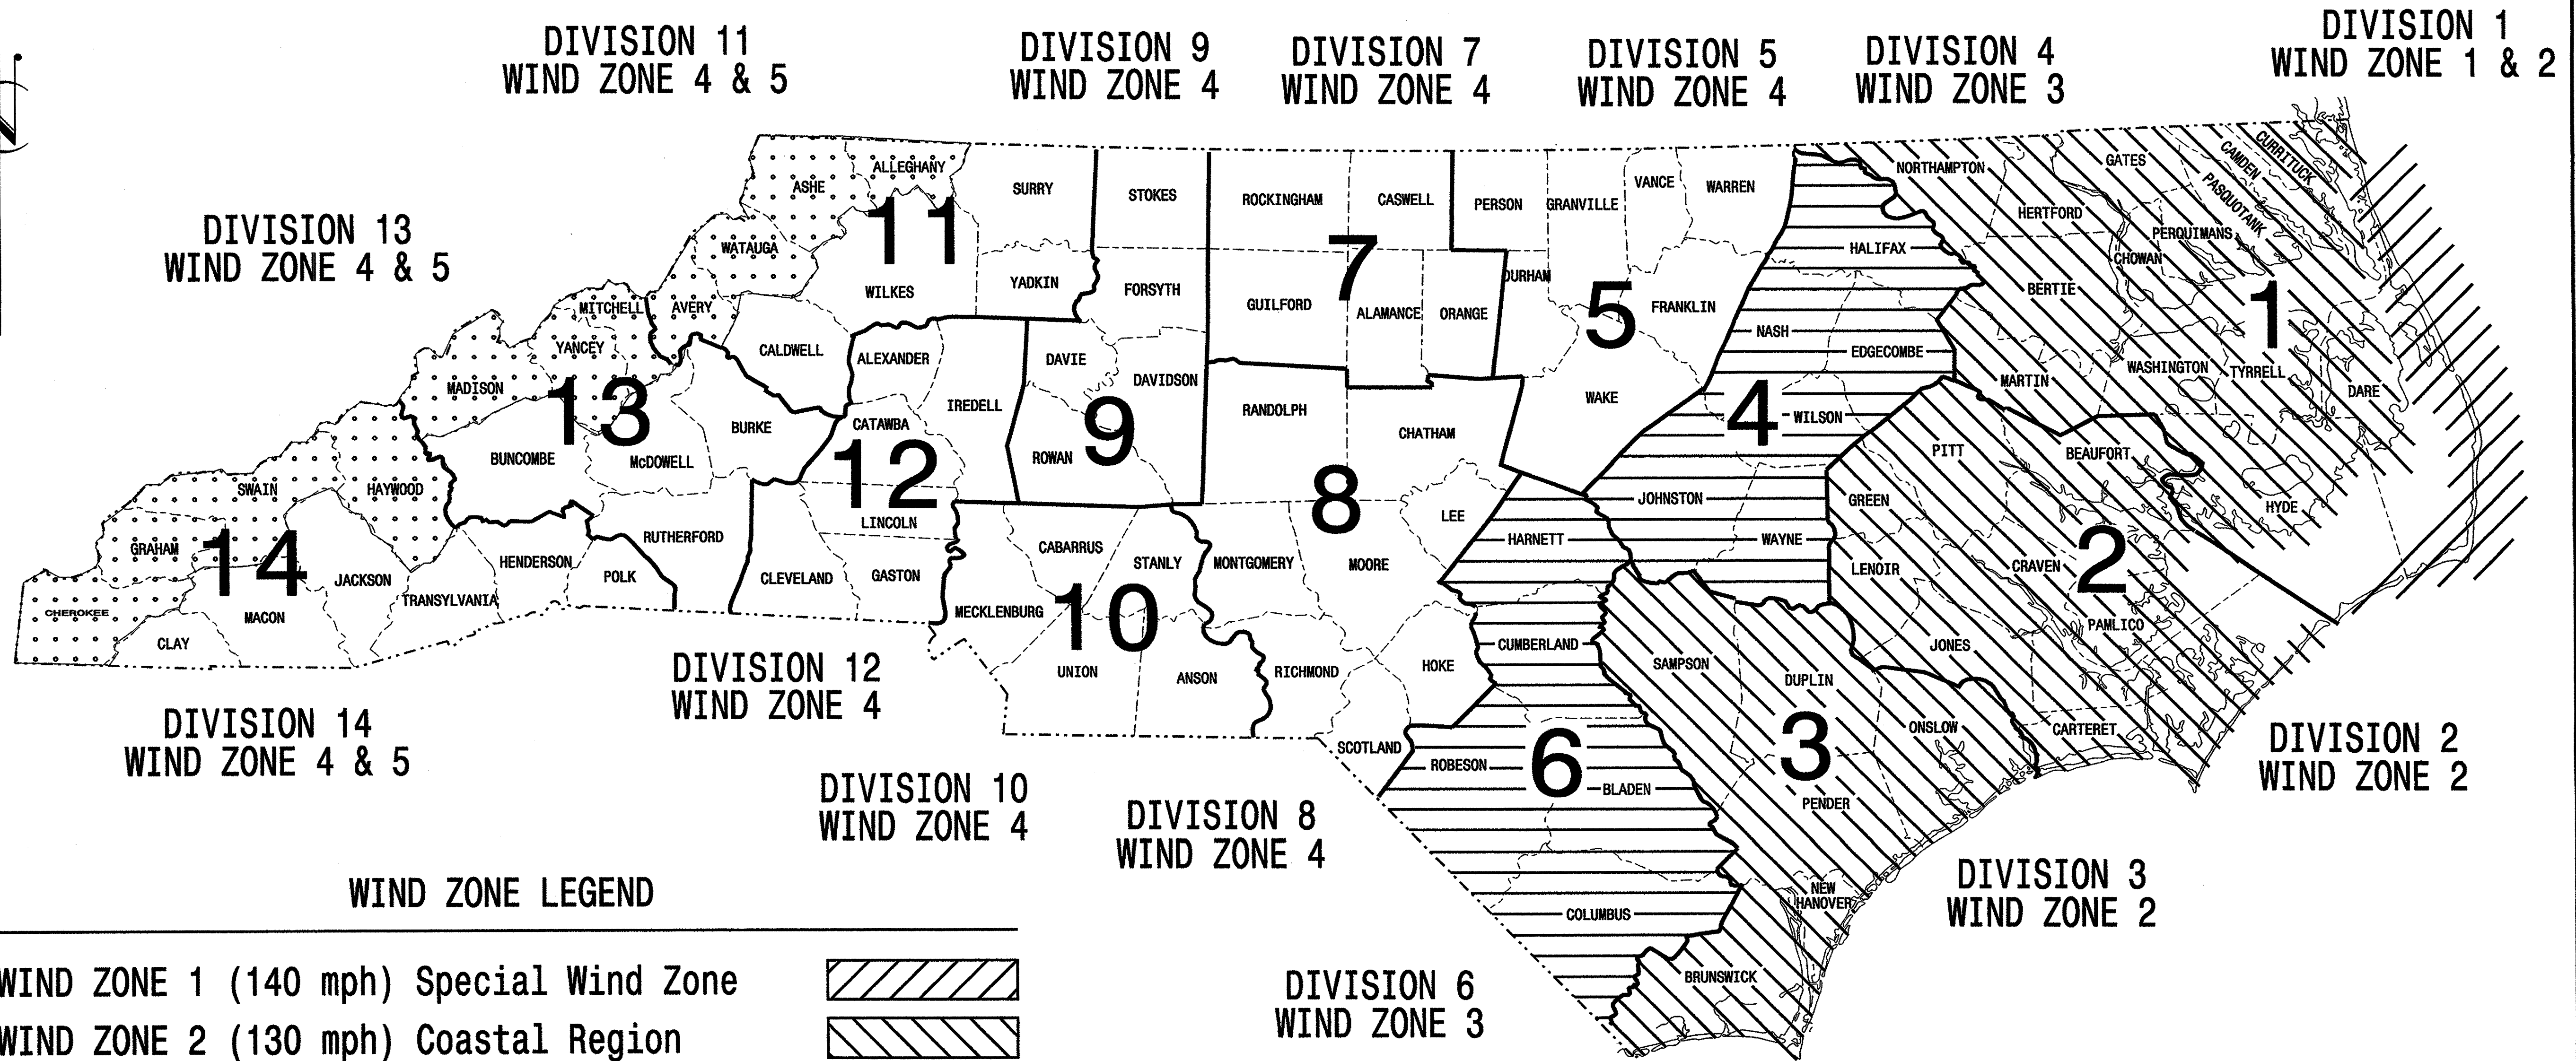 DIVISION 11
WIND ZONE 4 & 5
DIVISION 9
WIND ZONE 4
DIVISION 7
WIND ZONE 4
DIVISION 5
WIND ZONE 4
DIVISION 4
WIND ZONE 3
DIVISION 1
WIND ZONE 1 & 2
N
DIVISION 13
WIND ZONE 4 & 5
ASHE
ALLEGHANY
11
SURRY
STOKES
ROCKINGHAM
CASWELL
PERSON
GRANVILLE
VANCE
WARREN
NORTHAMPTON
GATES
CAMDEN
CURRITUCK
PASQUOTANK
HERTFORD
PERQUIMANS
CHOWAN
WATAUGA
WILKES
YADKIN
FORSYTH
7
GUILFORD
ALAMANCE
ORANGE
DURHAM
5
FRANKLIN
HALIFAX
NASH
EDGECOMBE
BERTIE
1
MITCHELL
AVERY
YANCEY
CALDWELL
ALEXANDER
DAVIE
DAVIDSON
MARTIN
WASHINGTON
TYRRELL
DARE
MADISON
13
BURKE
CATAWBA
IREDELL
9
ROWAN
RANDOLPH
CHATHAM
WAKE
4
WILSON
PITT
BEAUFORT
HYDE
BUNCOMBE
McDOWELL
12
LINCOLN
8
LEE
JOHNSTON
GREEN
SWAIN
HAYWOOD
GRAHAM
14
JACKSON
HENDERSON
RUTHERFORD
POLK
CLEVELAND
GASTON
CABARRUS
STANLY
MONTGOMERY
MOORE
HARNETT
WAYNE
LENOIR
CRAVEN
2
CHEROKEE
MACON
TRANSYLVANIA
CLAY
MECKLENBURG
10
UNION
ANSON
RICHMOND
HOKE
CUMBERLAND
SAMPSON
DUPLIN
JONES
PAMLICO
SCOTLAND
ROBESON
6
BLADEN
3
ONSLOW
CARTERET
PENDER
COLUMBUS
NEW
HANOVER
BRUNSWICK
DIVISION 12
WIND ZONE 4
DIVISION 14
WIND ZONE 4 & 5
DIVISION 10
WIND ZONE 4
DIVISION 8
WIND ZONE 4
DIVISION 2
WIND ZONE 2
DIVISION 3
WIND ZONE 2
DIVISION 6
WIND ZONE 3
WIND ZONE LEGEND
WIND ZONE 1 (140 mph) Special Wind Zone
WIND ZONE 2 (130 mph) Coastal Region